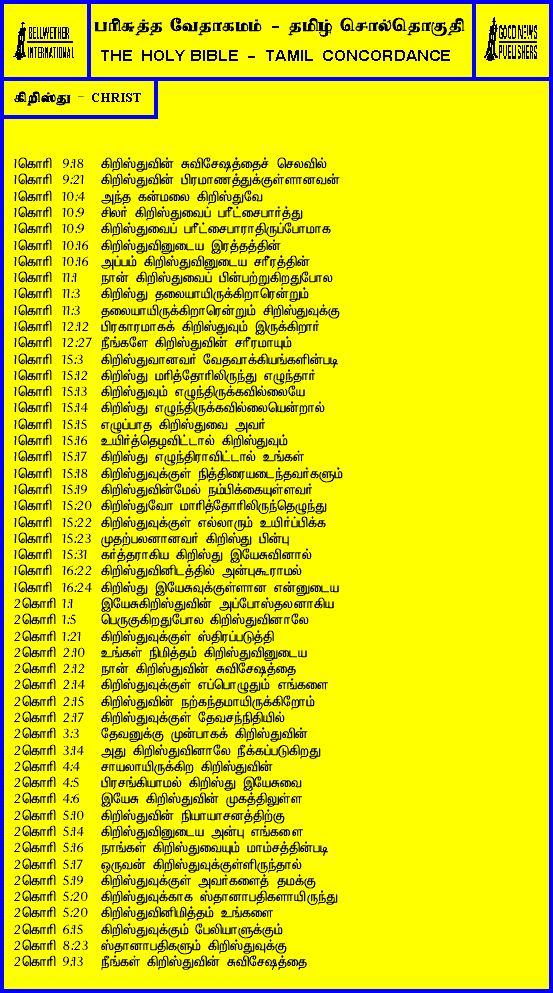 BELLWETHER INTERNATIONAL
பரிசுத்த வேதாகமம் - தமிழ் சொல்தொகுதி
THE HOLY BIBLE - TAMIL CONCORDANCE
GOOD NEWS PUBLISHERS
கிறிஸ்து - CHRIST
1கொரி 9:18 கிறிஸ்துவின் சுவிசேஷத்தைச் செலவில்
1கொரி 9:21 கிறிஸ்துவின் பிரமாணத்துக்குள்ளானவன்
1கொரி 10:4 அந்த கன்மலை கிறிஸ்துவே
1கொரி 10:9 சிலர் கிறிஸ்துவைப் பரீட்சைபார்த்து
1கொரி 10:9 கிறிஸ்துவைப் பரீட்சைபாராதிருப்போமாக
1கொரி 10:16 கிறிஸ்துவினுடைய இரத்தத்தின்
1கொரி 10:16 அப்பம் கிறிஸ்துவினுடைய சரீரத்தின்
1கொரி 11:1 நான் கிறிஸ்துவைப் பின்பற்றுகிறதுபோல
1கொரி 11:3 கிறிஸ்து தலையாயிருக்கிறாரென்றும்
1கொரி 11:3 தலையாயிருக்கிறாரென்றும் சிறிஸ்துவுக்கு
1கொரி 12:12 பிரகாரமாகக் கிறிஸ்துவும் இருக்கிறார்
1கொரி 12:27 நீங்களே கிறிஸ்துவின் சரீரமாயும்
1கொரி 15:3 கிறிஸ்துவானவர் வேதவாக்கியங்களின்படி
1கொரி 15:12 கிறிஸ்து மரித்தோரிலிருந்து எழுந்தார்
1கொரி 15:13 கிறிஸ்துவும் எழுந்திருக்கவில்லையே
1கொரி 15:14 கிறிஸ்து எழுந்திருக்கவில்லையென்றால்
1கொரி 15:15 எழுப்பாத கிறிஸ்துவை அவர்
1கொரி 15:16 உயிர்த்தெழவிட்டால் கிறிஸ்துவும்
1கொரி 15:17 கிறிஸ்து எழுந்திராவிட்டால் உங்கள்
1கொரி 15:18 கிறிஸ்துவுக்குள் நித்திரையடைந்தவர்களும்
1கொரி 15:19 கிறிஸ்துவின்மேல் நம்பிக்கையுள்ளவர்
1கொரி 15:20 கிறிஸ்துவோ மாரித்தோரிலிருந்தெழுந்து
1கொரி 15:22 கிறிஸ்துவுக்குள் எல்லாரும் உயிர்ப்பிக்க
1கொரி 15:23 முதற்பலனானவர் கிறிஸ்து பின்பு
1கொரி 15:31 கர்த்தராகிய கிறிஸ்து இயேசுவினால்
1கொரி 16:22 கிறிஸ்துவினிடத்தில் அன்புகூராமல்
1கொரி 16:24 கிறிஸ்து இயேசுவுக்குள்ளான என்னுடைய
2கொரி 1:1 இயேசுகிறிஸ்துவின் அப்போஸ்தலனாகிய
2கொரி 1:5 பெருகுகிறதுபோல கிறிஸ்துவினாலே
2கொரி 1:21 கிறிஸ்துவுக்குள் ஸ்திரப்படுத்தி
2கொரி 2:10 உங்கள் நிமித்தம் கிறிஸ்துவினுடைய
2கொரி 2:12 நான் கிறிஸ்துவின் சுவிசேஷத்தை
2கொரி 2:14 கிறிஸ்துவுக்குள் எப்பொழுதும் எங்களை
2கொரி 2:15 கிறிஸ்துவின் நற்கந்தமாயிருக்கிறோம்
2கொரி 2:17 கிறிஸ்துவுக்குள் தேவசந்நிதியில்
2கொரி 3:3 தேவனுக்கு முன்பாகக் கிறிஸ்துவின்
2கொரி 3:14 அது கிறிஸ்துவினாலே நீக்கப்படுகிறது
2கொரி 4:4 சாயலாயிருக்கிற கிறிஸ்துவின்
2கொரி 4:5 பிரசங்கியாமல் கிறிஸ்து இயேசுவை
2கொரி 4:6 இயேசு கிறிஸ்துவின் முகத்திலுள்ள
2கொரி 5:10 கிறிஸ்துவின் நியாயாசனத்திற்கு
2கொரி 5:14 கிறிஸ்துவினுடைய அன்பு எங்களை
2கொரி 5:16 நாங்கள் கிறிஸ்துவையும் மாம்சத்தின்படி
2கொரி 5:17 ஒருவன் கிறிஸ்துவுக்குள்ளிருந்தால்
2கொரி 5:19 கிறிஸ்துவுக்குள் அவர்களைத் தமக்கு
2கொரி 5:20 கிறிஸ்துவுக்காக ஸ்தானாபதிகளாயிருந்து
2கொரி 5:20 கிறிஸ்துவினிமித்தம் உங்களை
2கொரி 6:15 கிறிஸ்துவுக்கும் பேலியாளுக்கும்
2கொரி 8:23 ஸ்தானாபதிகளும் கிறிஸ்துவுக்கு
2கொரி 9:13 நீங்கள் கிறிஸ்துவின் சுவிசேஷத்தை